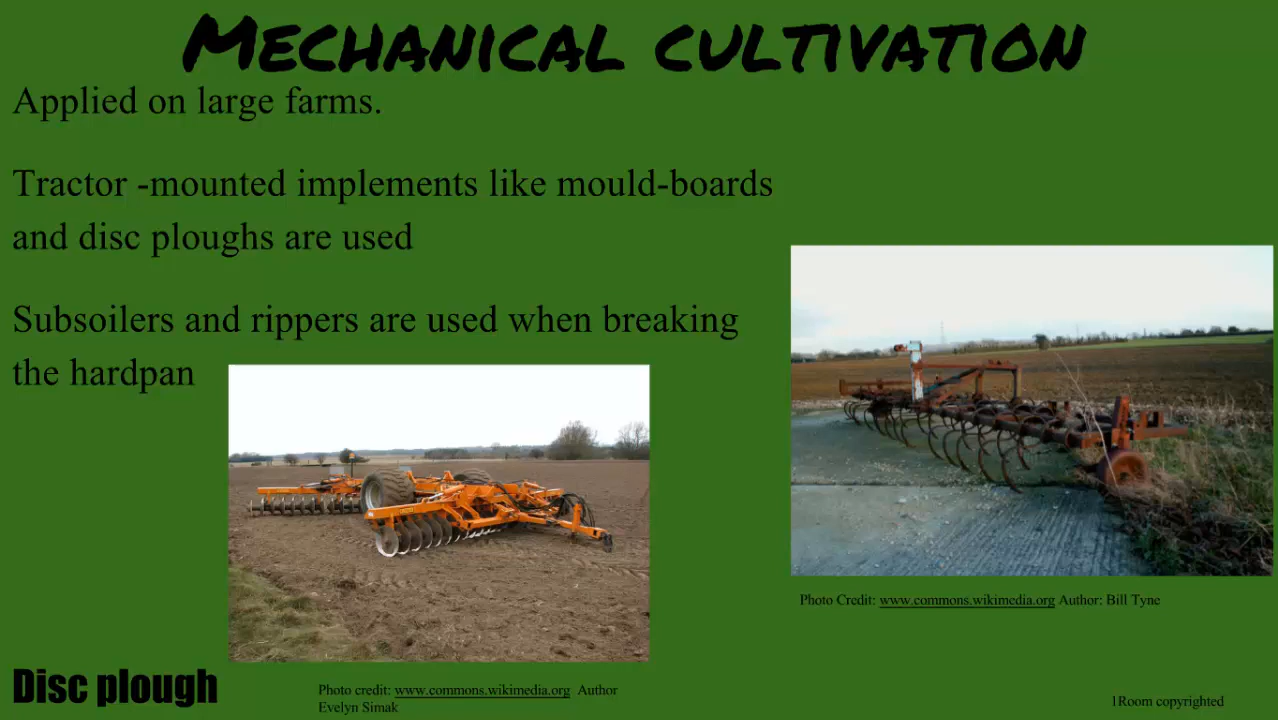 MECHANICAL CULTIVATION
Applied on large farms.
Tractor -mounted implements like mould-boards
and disc ploughs are used
Subsoilers and rippers are used when breaking
the hardpan
Photo Credit: www.commons.wikimedia.org Author: Bill Tyne
Disc plough
Photo credit: www.commons.wikimedia.org Author
Evelyn Simak
1Room copyrighted